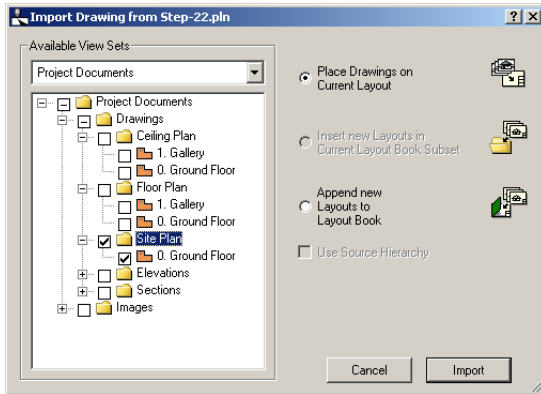 Import Drawing from Step-22.pln
Available View Sets
Project Documents
Project Documents
Drawings
Ceiling Plan
1. Gallery
0. Ground Floor
Floor Plan
1. Gallery
0. Ground Floor
Site Plan
0. Ground Floor
Elevations
Sections
Images
Place Drawings on
Current Layout
Insert new Layouts in
Current Layout Book Subset
Append new
Layouts to
Layout Book
Use Source Hierarchy
Cancel
Import